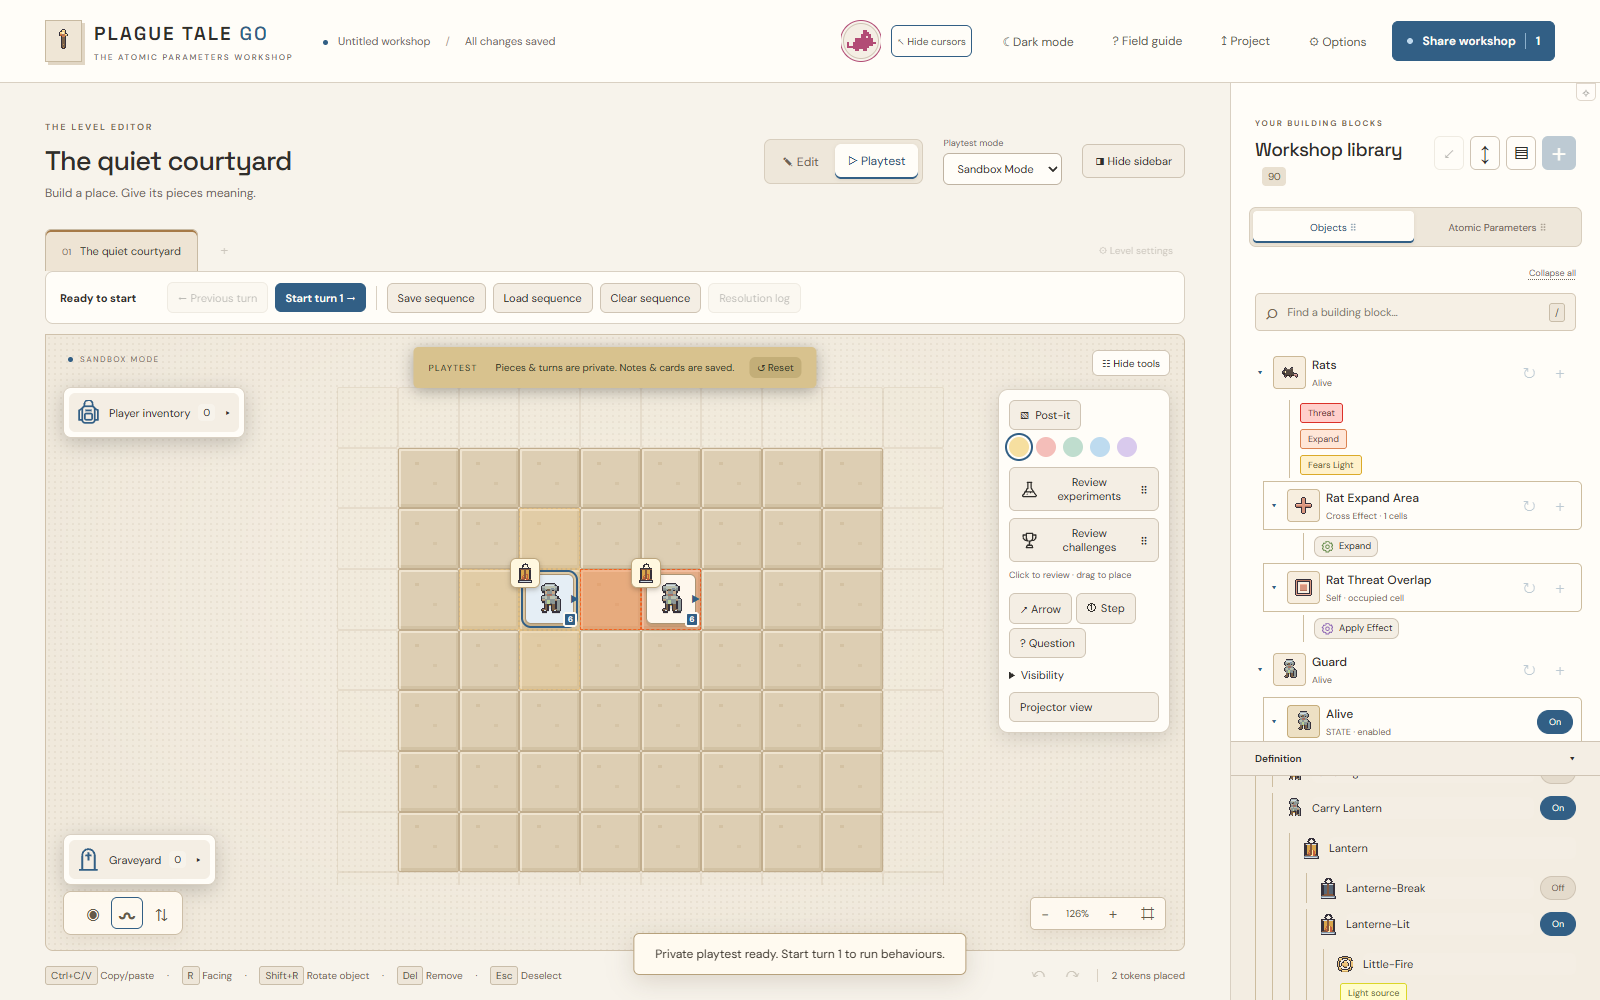 PLAGUE TALE GO
THE ATOMIC PARAMETERS WORKSHOP
Untitled workshop / All changes saved
Hide cursors
Dark mode
? Field guide
Project
Options
Share workshop 1
THE LEVEL EDITOR
The quiet courtyard
Build a place. Give its pieces meaning.
Edit
Playtest
Playtest mode
Sandbox Mode
Hide sidebar
01 The quiet courtyard
+
Level settings
Ready to start
← Previous turn
Start turn 1 →
Save sequence
Load sequence
Clear sequence
Resolution log
SANDBOX MODE
PLAYTEST Pieces & turns are private. Notes & cards are saved.
Reset
Hide tools
Player inventory 0
Post-it
Review experiments
Review challenges
Click to review · drag to place
Arrow
Step
? Question
Visibility
Projector view
6
6
Graveyard 0
- 126% +
Private playtest ready. Start turn 1 to run behaviours.
Ctrl+C/V Copy/paste · R Facing · Shift+R Rotate object · Del Remove · Esc Deselect
2 tokens placed
YOUR BUILDING BLOCKS
Workshop library
90
Objects
Atomic Parameters
Collapse all
Find a building block...
/
Rats
Alive
Threat
Expand
Fears Light
Rat Expand Area
Cross Effect · 1 cells
Expand
Rat Threat Overlap
Self · occupied cell
Apply Effect
Guard
Alive
Alive
STATE · enabled
On
Definition
Carry Lantern
On
Lantern
Lanterne-Break
Off
Lanterne-Lit
On
Little-Fire
Light source